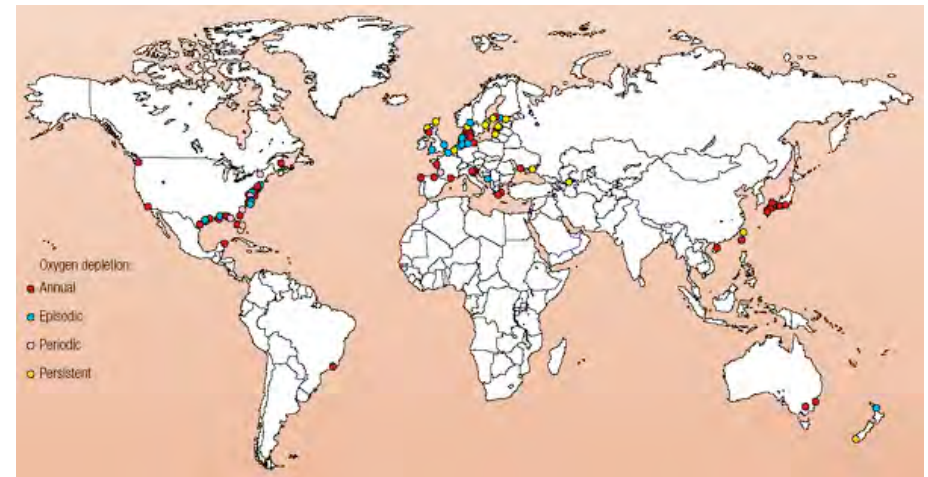 Oxygen depletion:
Annual
Episodic
Periodic
Persistent